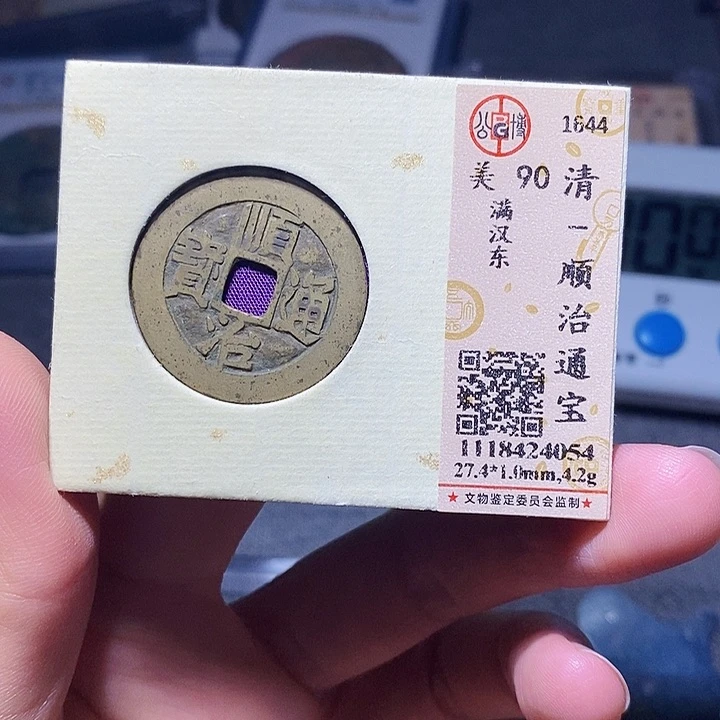 順治通寶
公博
G
1644
美 90
满汉东
清一顺治通宝
1118424054
27.4*1.0mm,4.2g
★ 文物鉴定委员会监制 ★